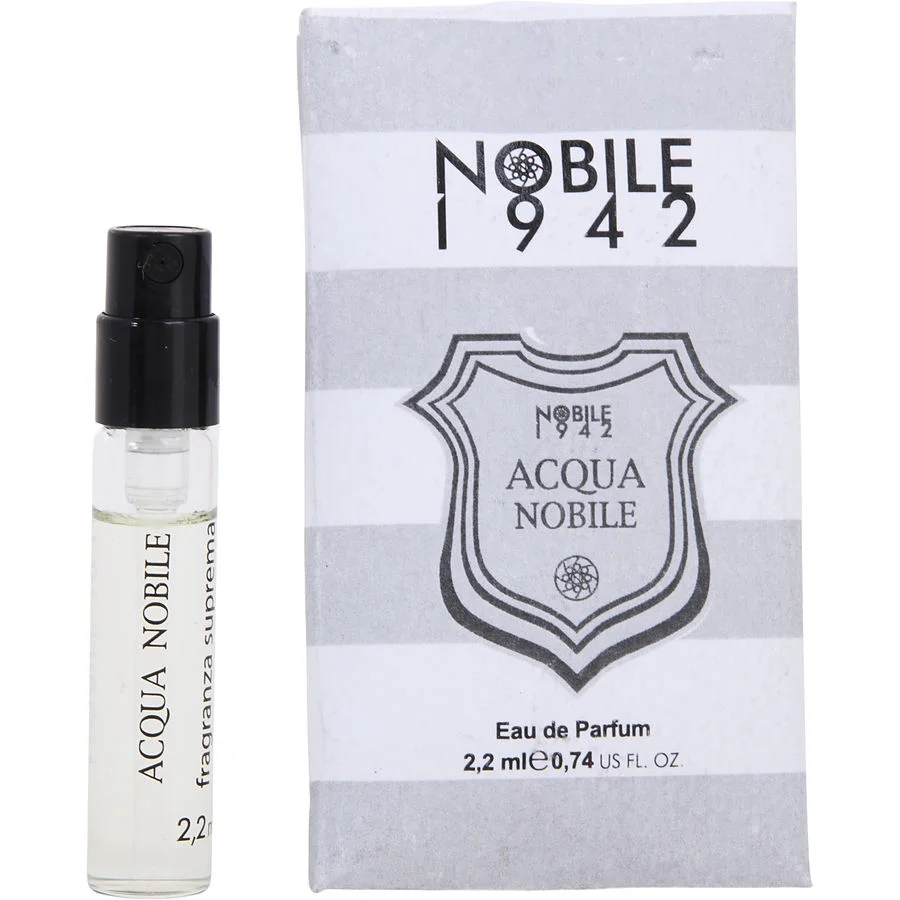 NOBILE
1942
NOBILE
1942
ACQUA
NOBILE
Eau de Parfum
2,2 ml e 0,74 US FL. OZ.
ACQUA NOBILE
fragranza suprema
2,2